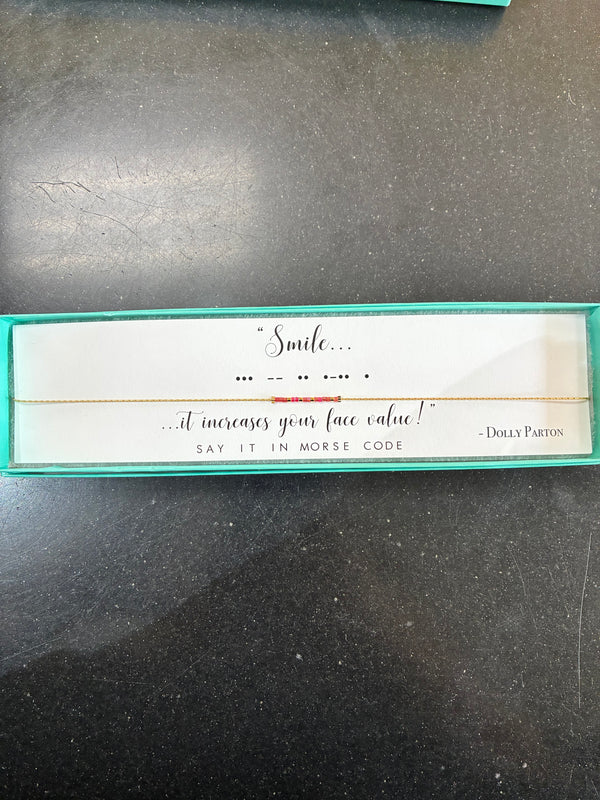 “Smile...
••• –– •• •–•• •
...it increases your face value!”
- Dolly Parton
SAY IT IN MORSE CODE